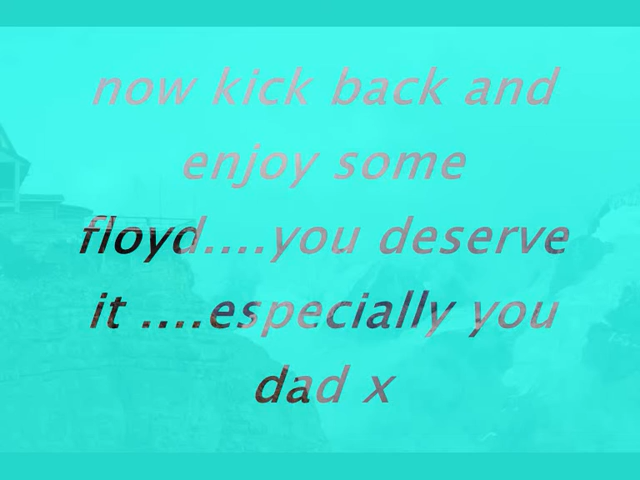 now kick back and
enjoy some
floyd....you deserve
it ....especially you
dad x